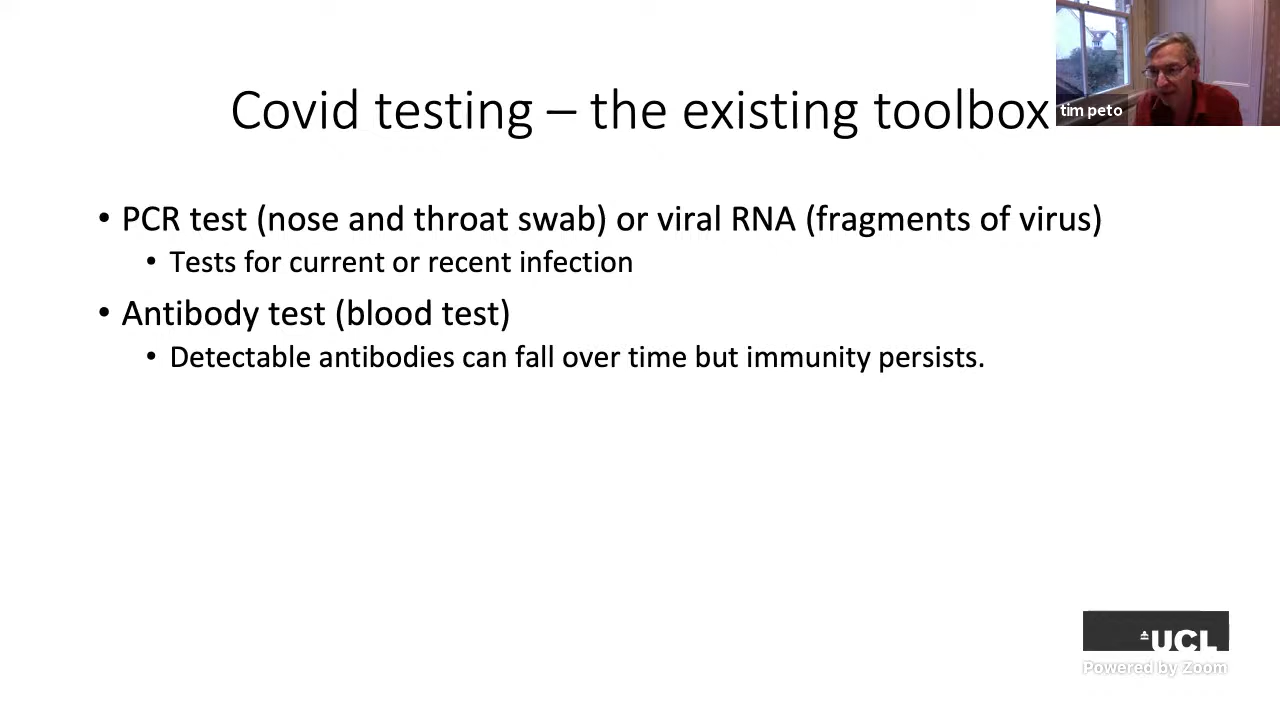 Covid testing – the existing toolbox
tim peto
• PCR test (nose and throat swab) or viral RNA (fragments of virus)
• Tests for current or recent infection
• Antibody test (blood test)
• Detectable antibodies can fall over time but immunity persists.
UCL
Powered by Zoom